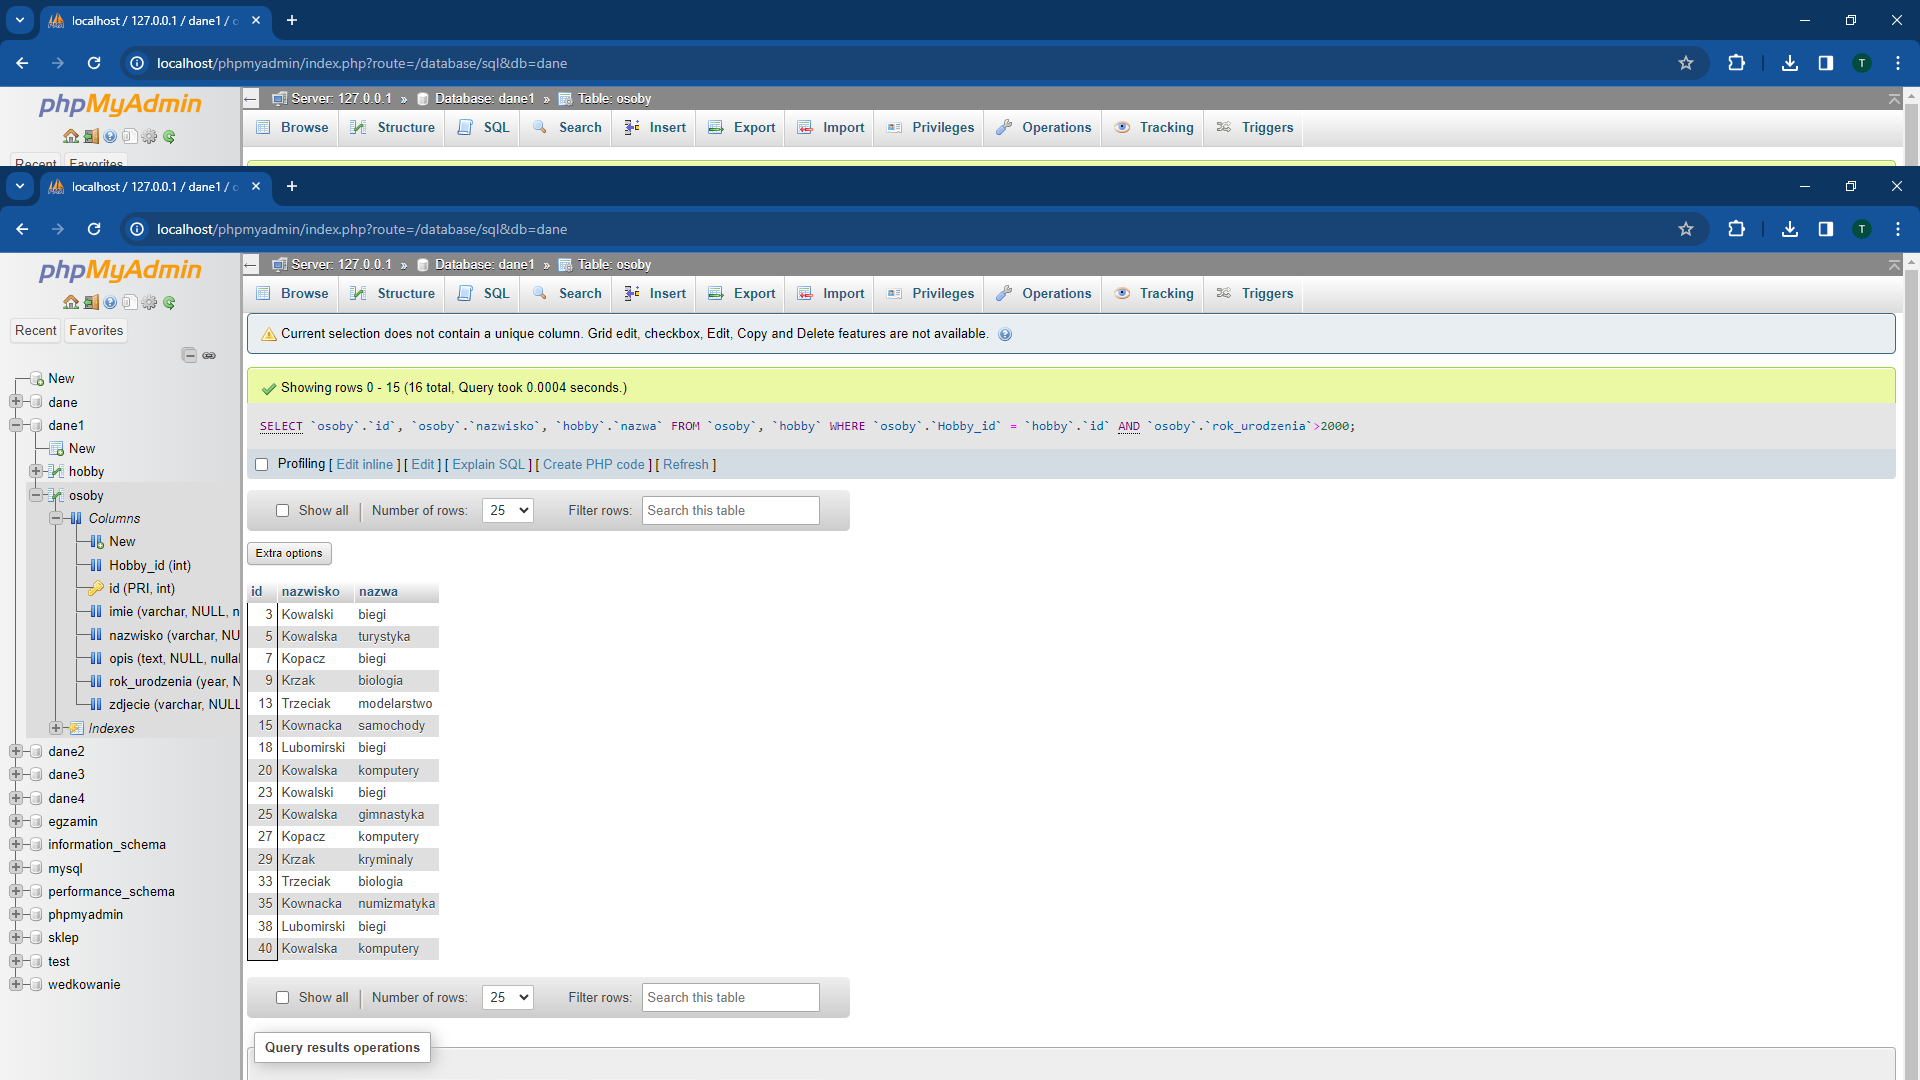 localhost / 127.0.0.1 / dane1 / o
localhost/phpmyadmin/index.php?route=/database/sql&db=dane
T
phpMyAdmin
Server: 127.0.0.1 » Database: dane1 » Table: osoby
Browse Structure SQL Search Insert Export Import Privileges Operations Tracking Triggers
Recent Favorites
localhost / 127.0.0.1 / dane1 / o
localhost/phpmyadmin/index.php?route=/database/sql&db=dane
T
phpMyAdmin
Server: 127.0.0.1 » Database: dane1 » Table: osoby
Browse Structure SQL Search Insert Export Import Privileges Operations Tracking Triggers
Recent Favorites
New
dane
dane1
New
hobby
osoby
Columns
New
Hobby_id (int)
id (PRI, int)
imie (varchar, NULL, n
nazwisko (varchar, NU
opis (text, NULL, nullal
rok_urodzenia (year, N
zdjecie (varchar, NULL
Indexes
dane2
dane3
dane4
egzamin
information_schema
mysql
performance_schema
phpmyadmin
sklep
test
wedkowanie
Current selection does not contain a unique column. Grid edit, checkbox, Edit, Copy and Delete features are not available.
Showing rows 0 - 15 (16 total, Query took 0.0004 seconds.)
SELECT `osoby`.`id`, `osoby`.`nazwisko`, `hobby`.`nazwa` FROM `osoby`, `hobby` WHERE `osoby`.`Hobby_id` = `hobby`.`id` AND `osoby`.`rok_urodzenia`>2000;
Profiling [ Edit inline ] [ Edit ] [ Explain SQL ] [ Create PHP code ] [ Refresh ]
Show all Number of rows: 25 Filter rows: Search this table
Extra options
id nazwisko nazwa
3 Kowalski biegi
5 Kowalska turystyka
7 Kopacz biegi
9 Krzak biologia
13 Trzeciak modelarstwo
15 Kownacka samochody
18 Lubomirski biegi
20 Kowalska komputery
23 Kowalski biegi
25 Kowalska gimnastyka
27 Kopacz komputery
29 Krzak kryminaly
33 Trzeciak biologia
35 Kownacka numizmatyka
38 Lubomirski biegi
40 Kowalska komputery
Show all Number of rows: 25 Filter rows: Search this table
Query results operations